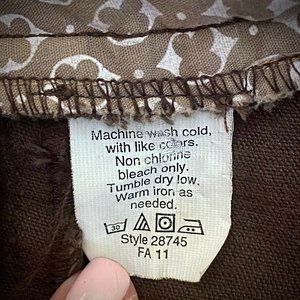 Machine wash cold,
with like colors.
Non chlorine
bleach only.
Tumble dry low.
Warm iron as
needed.
30
Style 28745
FA 11